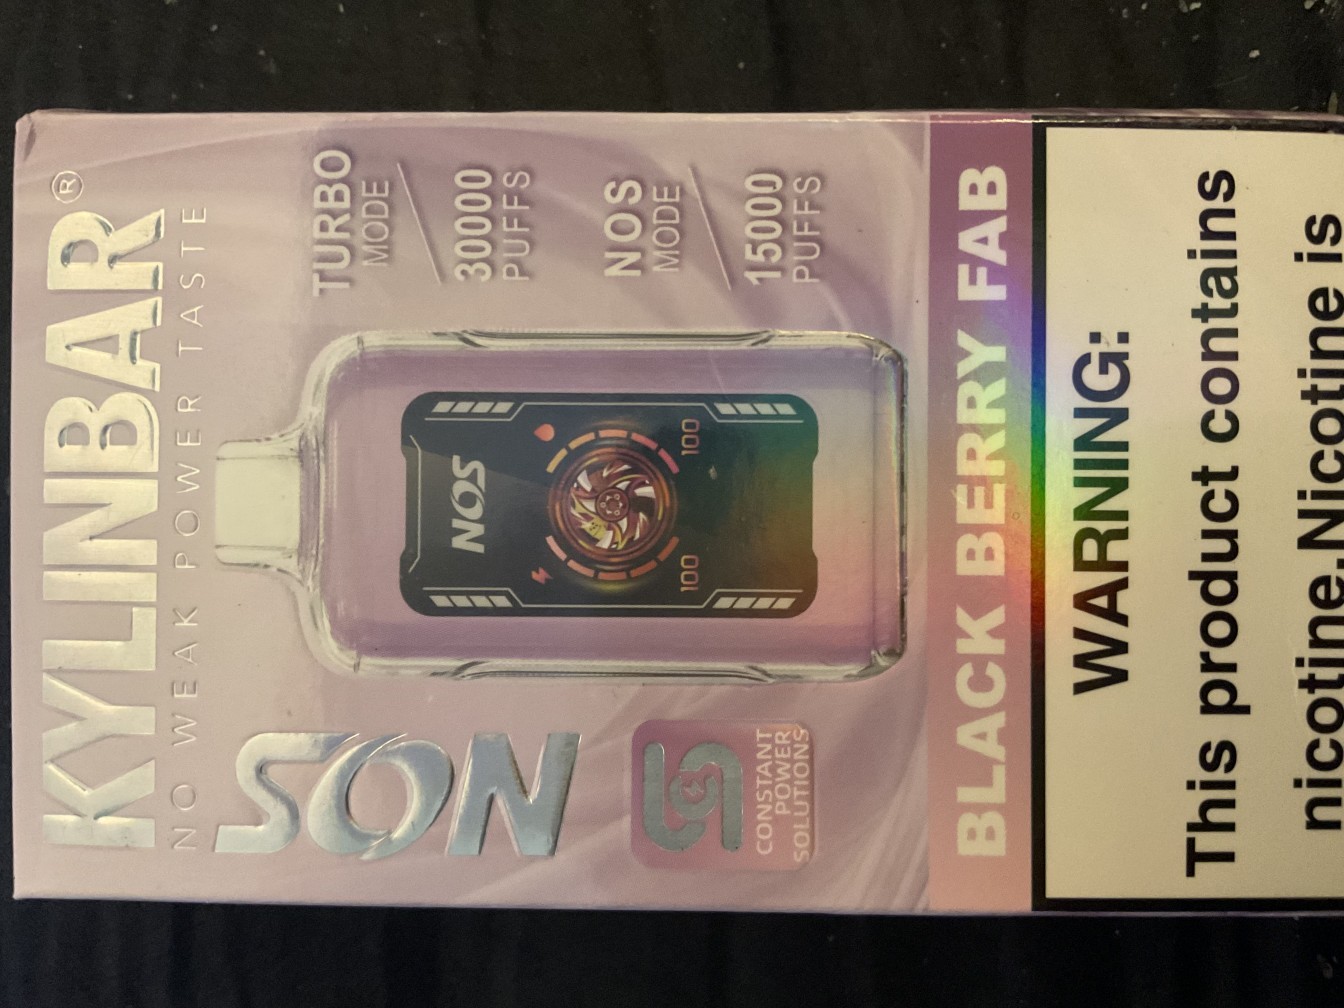 KYLINBAR®
NO WEAK POWER TASTE
NOS
TURBO
MODE
30000
PUFFS
NOS
MODE
15000
PUFFS
NOS
100 100
CONSTANT
POWER
SOLUTIONS
BLACK BERRY FAB
WARNING:
This product contains
nicotine.Nicotine is